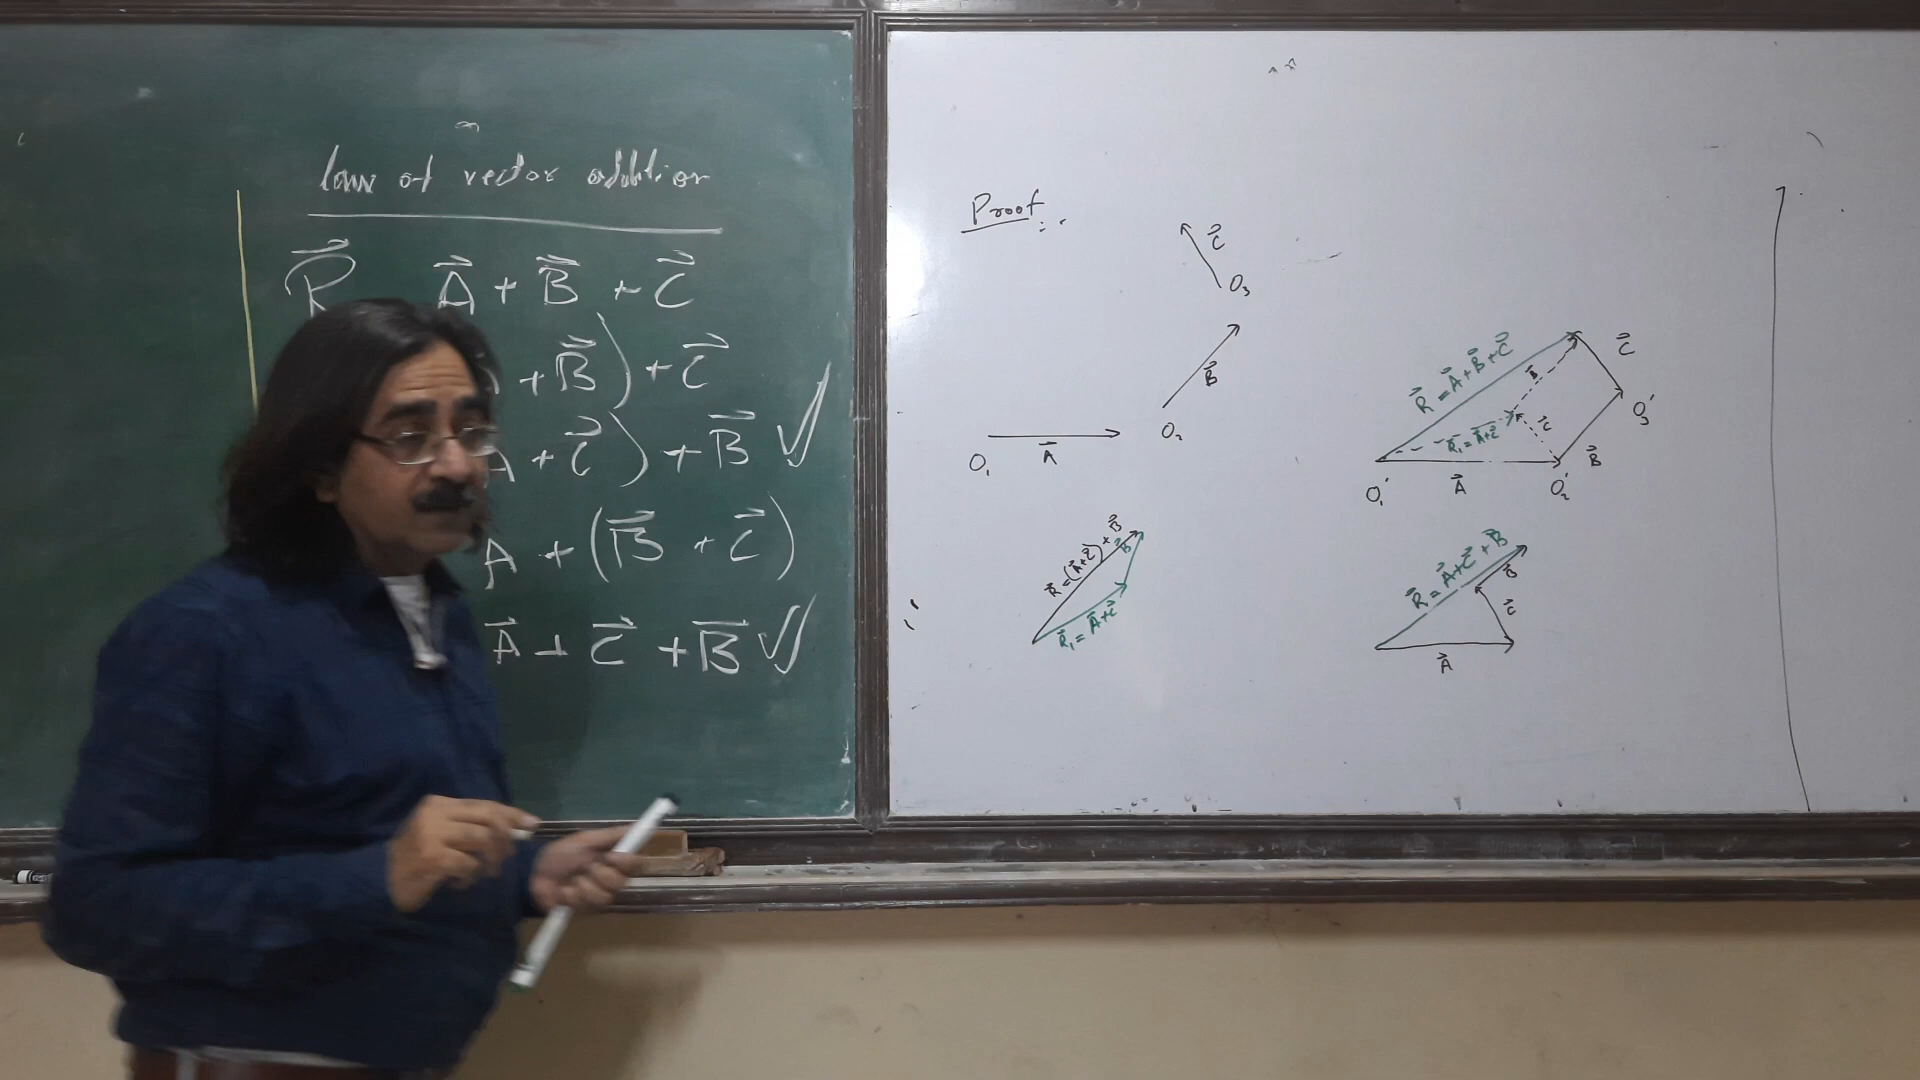 law of vector addition
R⃗ A⃗ + B⃗ + C⃗
+ B⃗) + C⃗
A + C⃗) + B⃗ ✓
A + (B⃗ + C⃗)
A⃗ + C⃗ + B⃗ ✓
Proof :
C⃗
O₃
B⃗
O₂
O₁
A⃗
R⃗ = (A⃗+C⃗) + B⃗
B⃗
R⃗₁ = A⃗+C⃗
R⃗ = A⃗+B⃗+C⃗
C⃗
B⃗
O₃'
R⃗₁ = A⃗+C⃗
C⃗
B⃗
O₁'
A⃗
O₂'
R⃗ = A⃗+C⃗+B⃗
B⃗
C⃗
A⃗